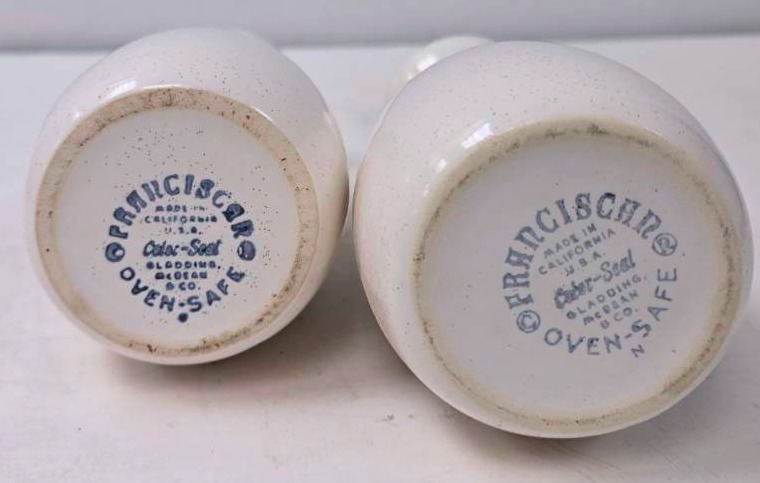 © FRANCISCAN ®
MADE IN
CALIFORNIA
U.S.A.
Color-Seal
GLADDING,
McBEAN
& CO.
OVEN-SAFE
© FRANCISCAN ®
MADE IN
CALIFORNIA
U.S.A.
Color-Seal
GLADDING,
McBEAN
& CO.
OVEN-SAFE
N